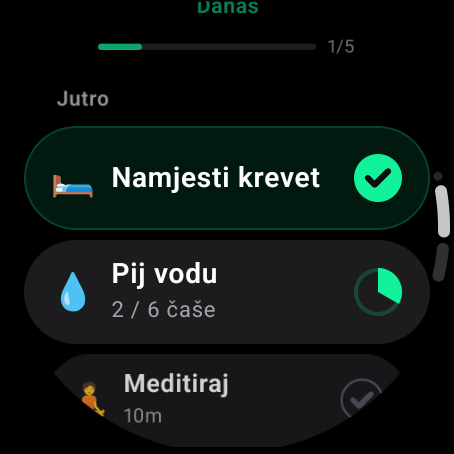 Danas
1/5
Jutro
Namjesti krevet
Pij vodu
2 / 6 čaše
Meditiraj
10m